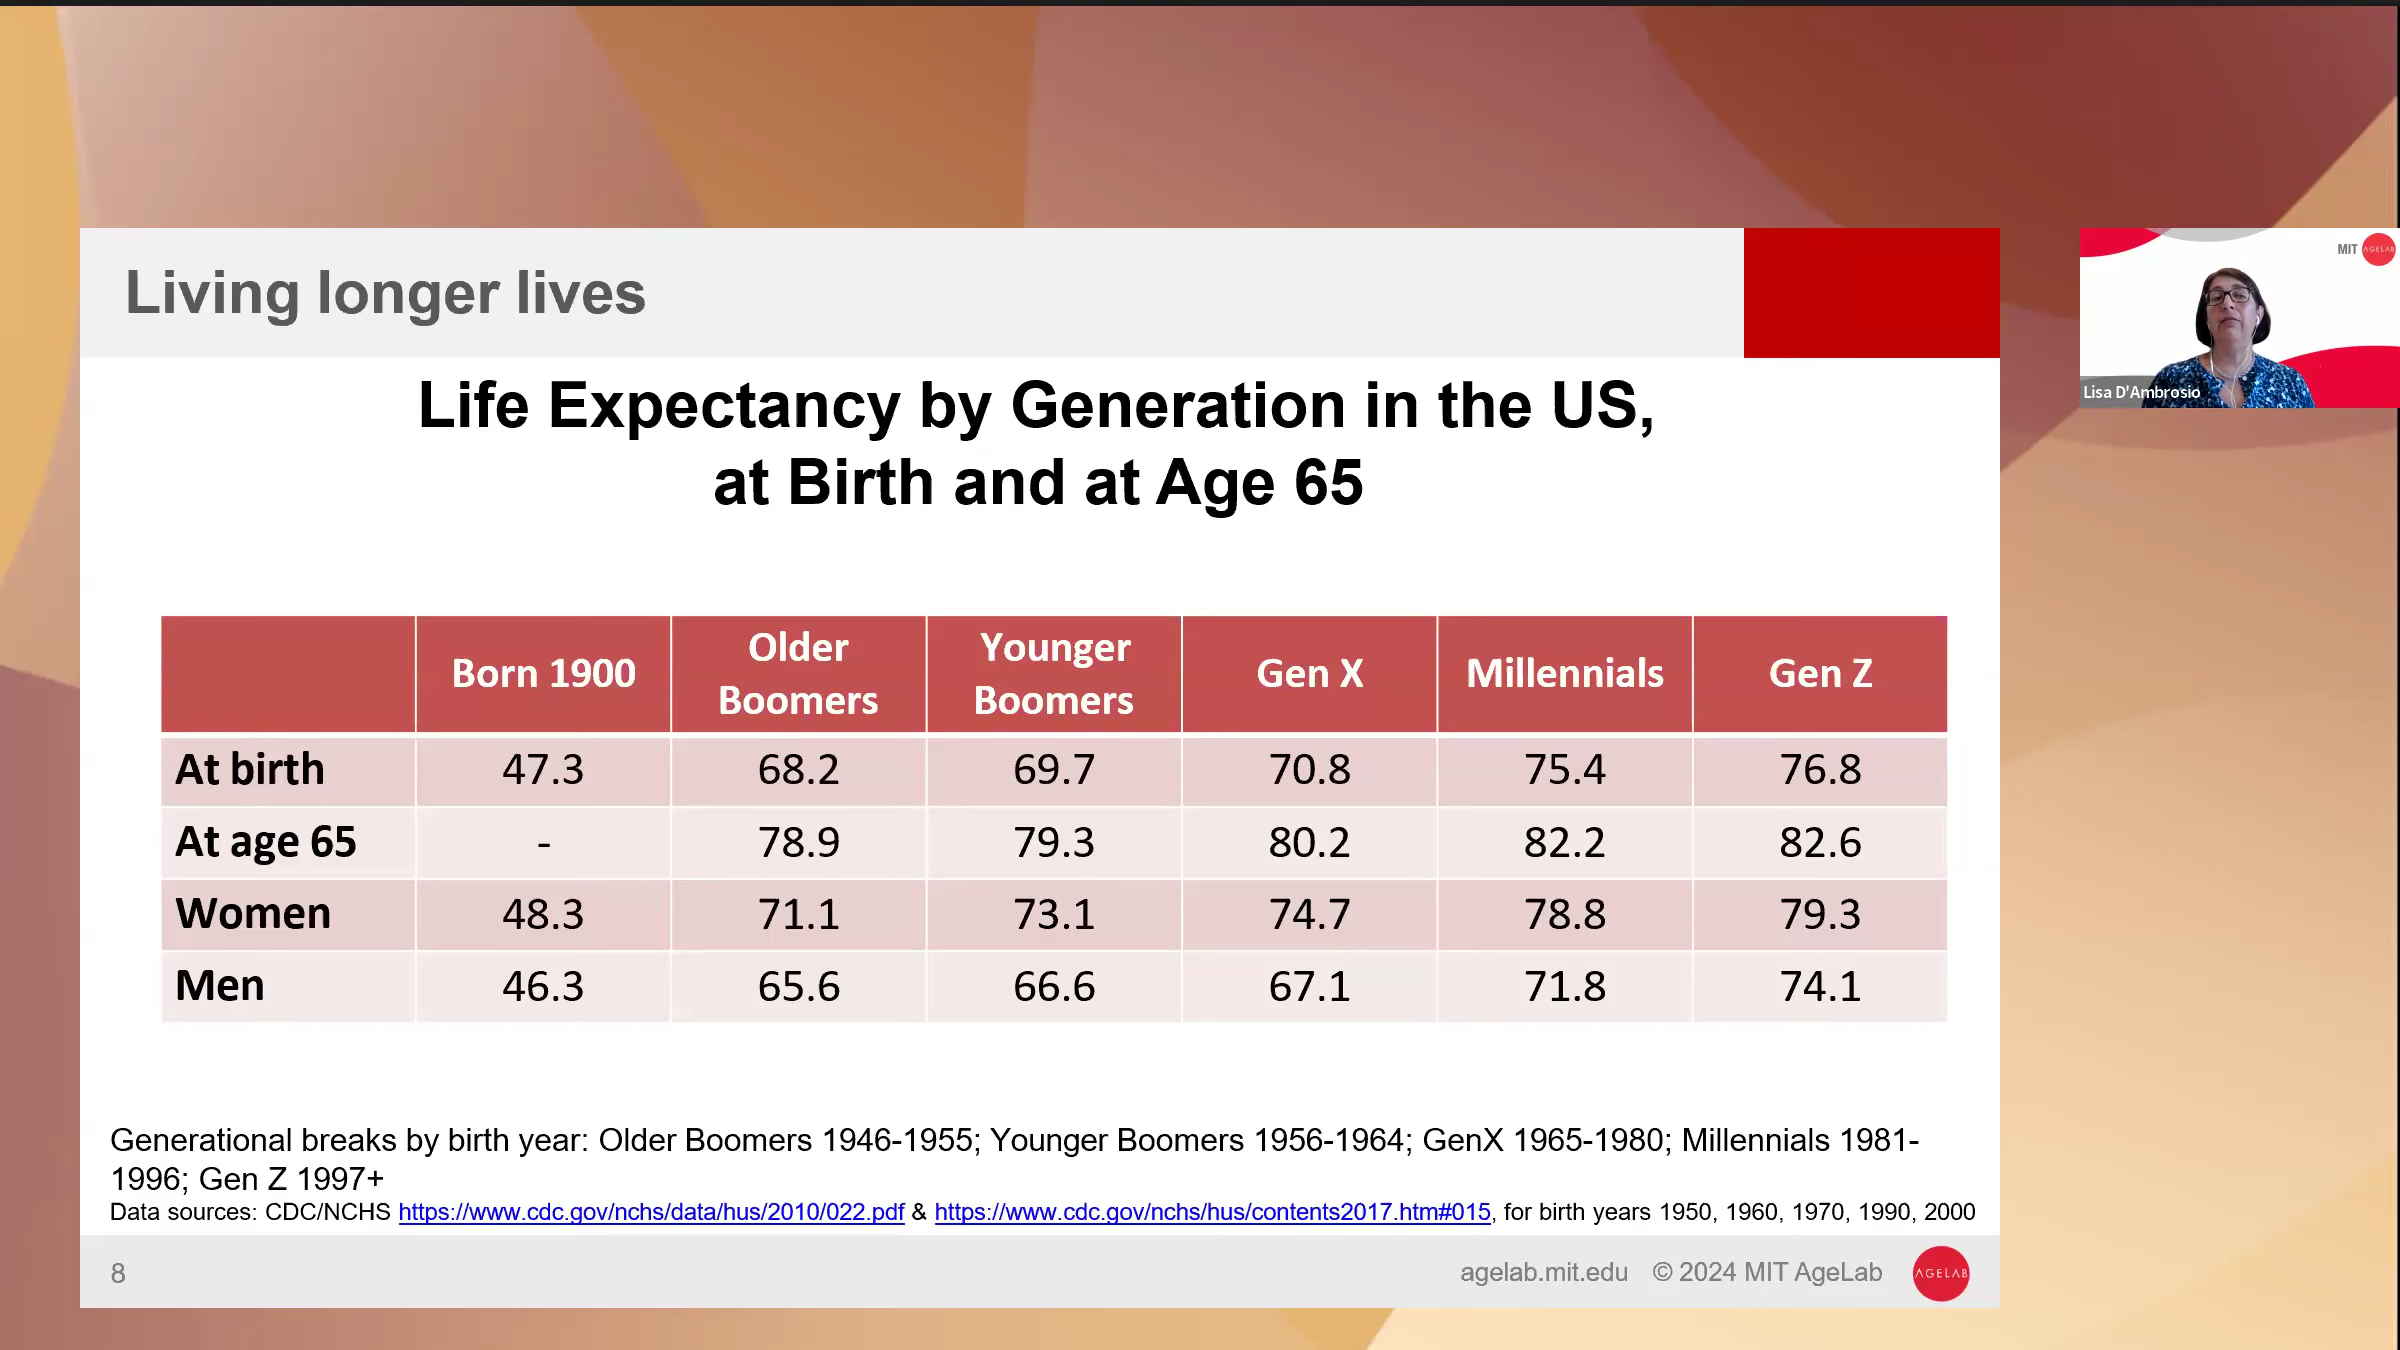 Living longer lives
MIT AGELAB
Lisa D'Ambrosio
Life Expectancy by Generation in the US,
at Birth and at Age 65
Born 1900 Older Boomers Younger Boomers Gen X Millennials Gen Z
At birth 47.3 68.2 69.7 70.8 75.4 76.8
At age 65 - 78.9 79.3 80.2 82.2 82.6
Women 48.3 71.1 73.1 74.7 78.8 79.3
Men 46.3 65.6 66.6 67.1 71.8 74.1
Generational breaks by birth year: Older Boomers 1946-1955; Younger Boomers 1956-1964; GenX 1965-1980; Millennials 1981-
1996; Gen Z 1997+
Data sources: CDC/NCHS https://www.cdc.gov/nchs/data/hus/2010/022.pdf & https://www.cdc.gov/nchs/hus/contents2017.htm#015, for birth years 1950, 1960, 1970, 1990, 2000
8 agelab.mit.edu © 2024 MIT AgeLab AGELAB